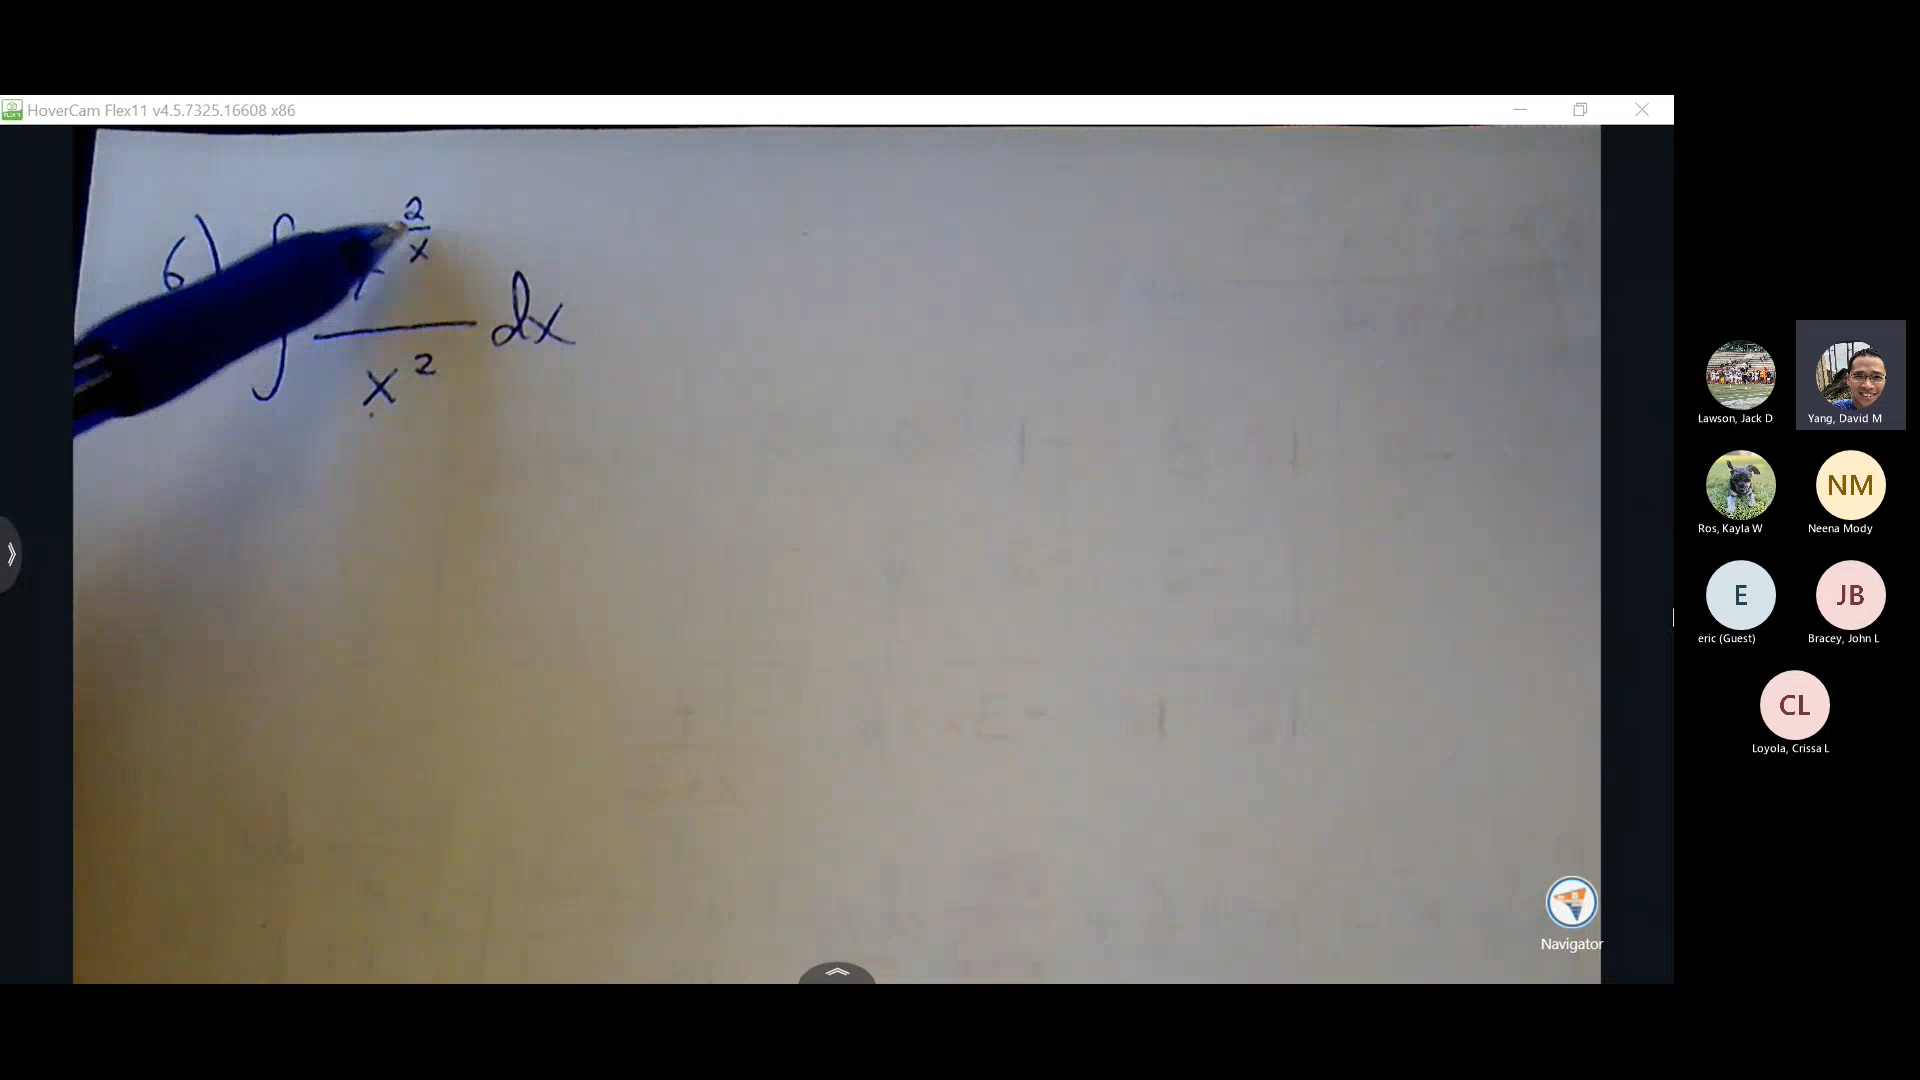 HoverCam Flex11 v4.5.7325.16608 x86
6) ∫
2
x
x² dx
Lawson, Jack D
Yang, David M
Ros, Kayla W
NM
Neena Mody
E
eric (Guest)
JB
Bracey, John L
CL
Loyola, Crissa L
Navigator